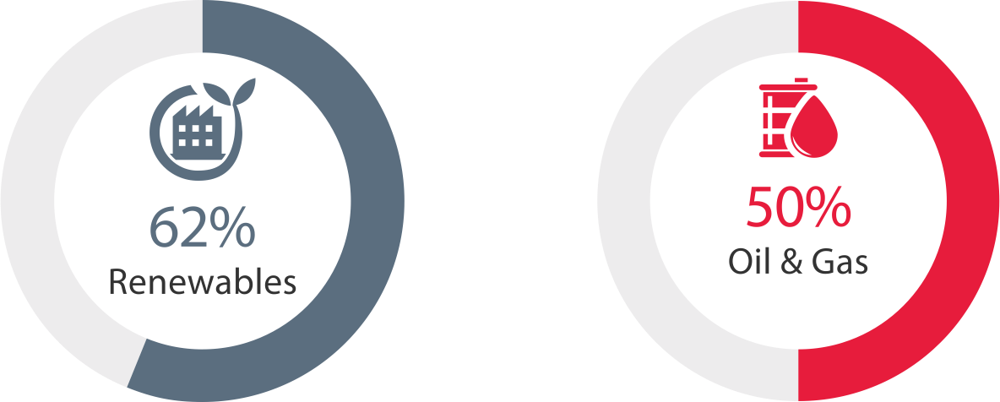 62%
Renewables
50%
Oil & Gas